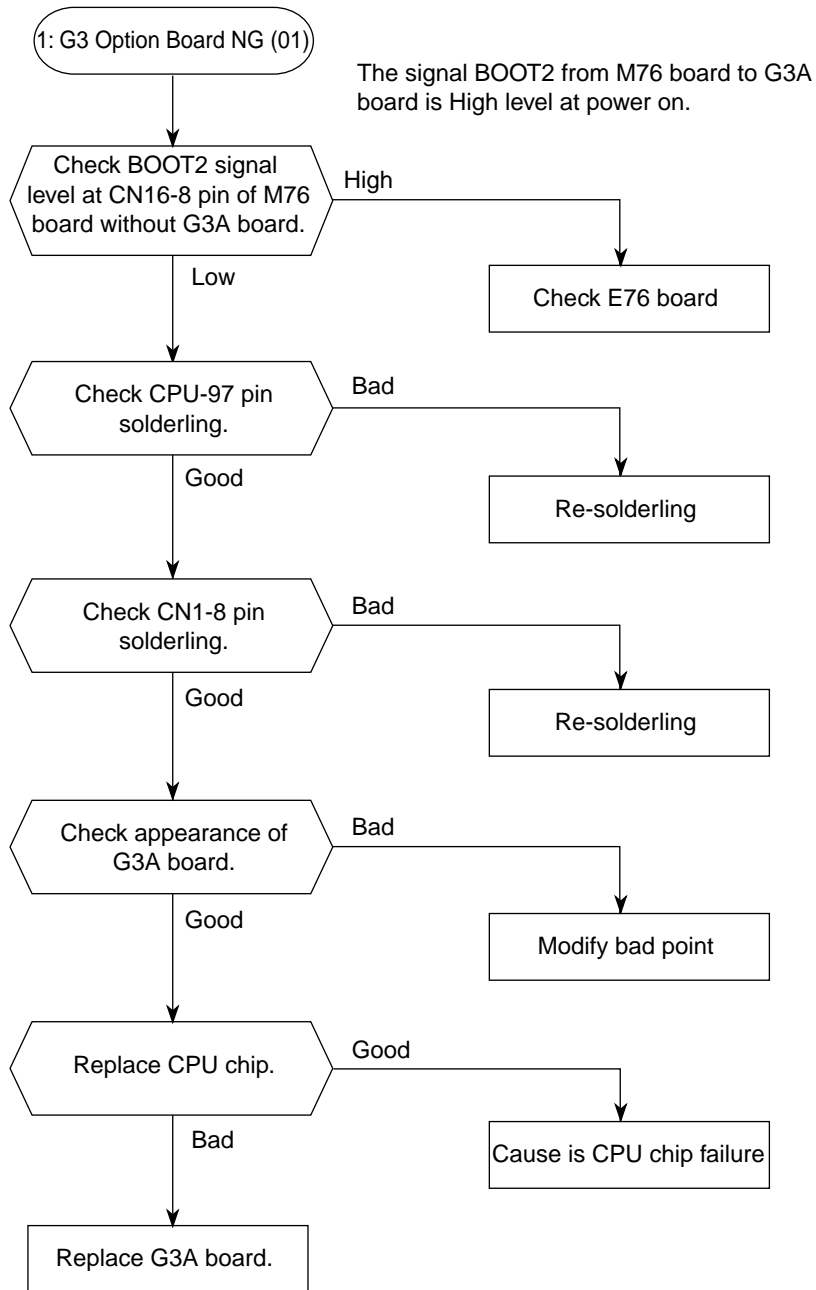 1: G3 Option Board NG (01)
The signal BOOT2 from M76 board to G3A
board is High level at power on.
Check BOOT2 signal
level at CN16-8 pin of M76
board without G3A board.
High
Low
Check E76 board
Check CPU-97 pin
solderling.
Bad
Good
Re-solderling
Check CN1-8 pin
solderling.
Bad
Good
Re-solderling
Check appearance of
G3A board.
Bad
Good
Modify bad point
Replace CPU chip.
Good
Bad
Cause is CPU chip failure
Replace G3A board.